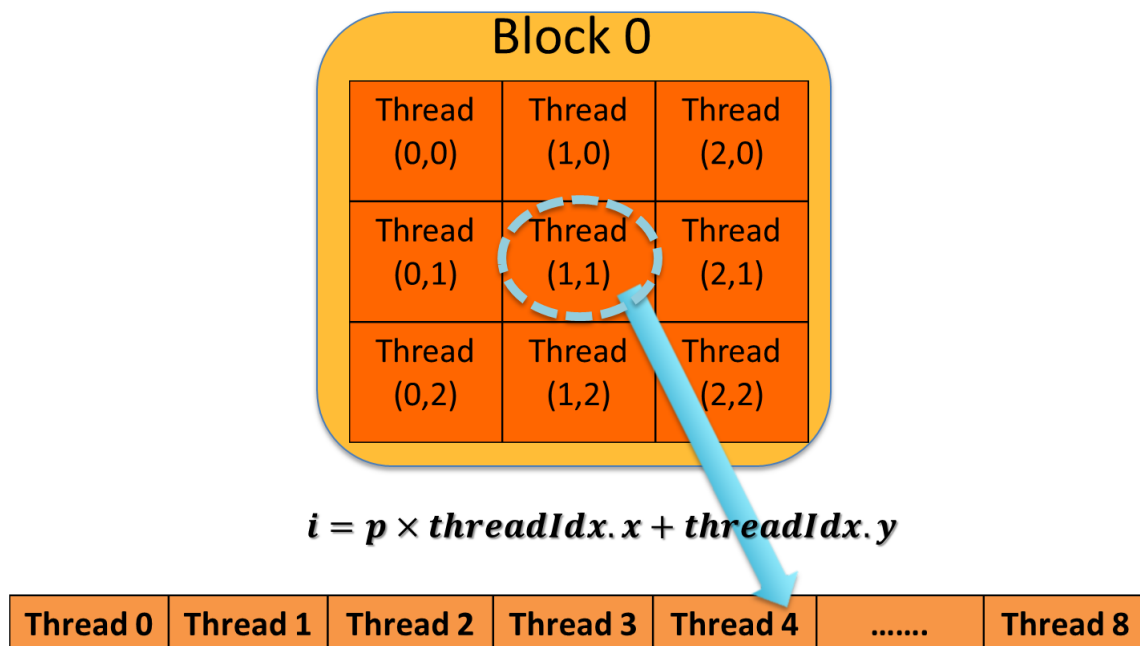 Block 0
Thread Thread Thread
(0,0) (1,0) (2,0)
Thread Thread Thread
(0,1) (1,1) (2,1)
Thread Thread Thread
(0,2) (1,2) (2,2)
i = p × threadIdx.x + threadIdx.y
Thread 0 Thread 1 Thread 2 Thread 3 Thread 4 ....... Thread 8